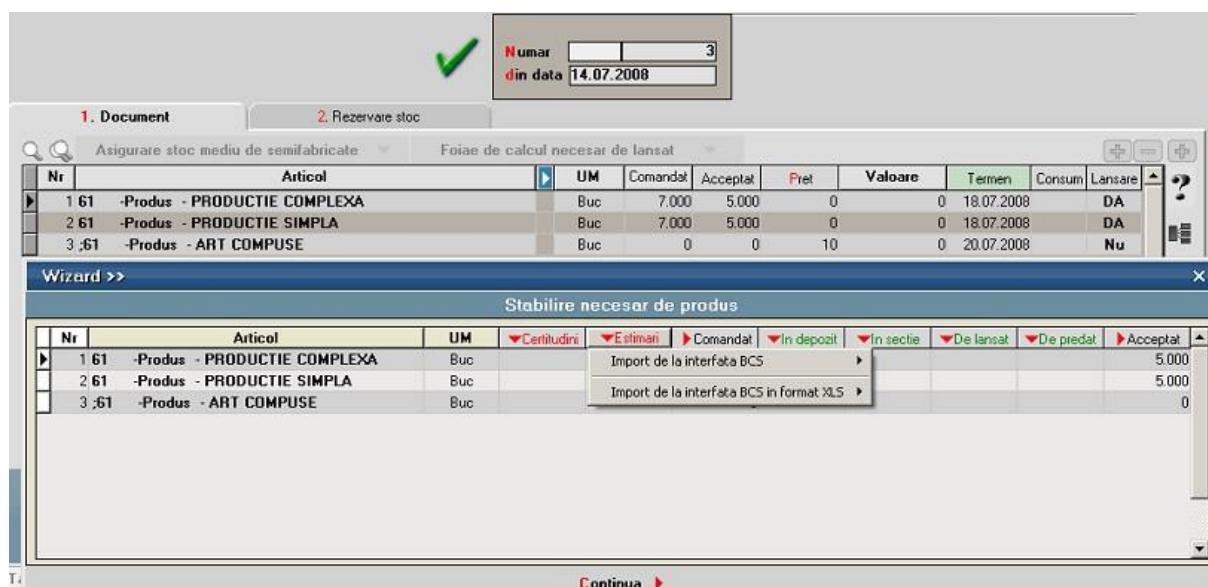 Numar 3
din data 14.07.2008
1. Document 2. Rezervare stoc
Asigurare stoc mediu de semifabricate Foiae de calcul necesar de lansat
Nr Articol UM Comandat Acceptat Pret Valoare Termen Consum Lansare
1 61 -Produs - PRODUCTIE COMPLEXA Buc 7.000 5.000 0 0 18.07.2008 DA
2 61 -Produs - PRODUCTIE SIMPLA Buc 7.000 5.000 0 0 18.07.2008 DA
3 ;61 -Produs - ART COMPUSE Buc 0 0 10 0 20.07.2008 Nu
Wizard >>
Stabilire necesar de produs
Nr Articol UM Certitudini Estimari Comandat In depozit In sectie De lansat De predat Acceptat
1 61 -Produs - PRODUCTIE COMPLEXA Buc Import de la interfata BCS 5.000
2 61 -Produs - PRODUCTIE SIMPLA Buc Import de la interfata BCS in format XLS 5.000
3 ;61 -Produs - ART COMPUSE Buc 0
Continua